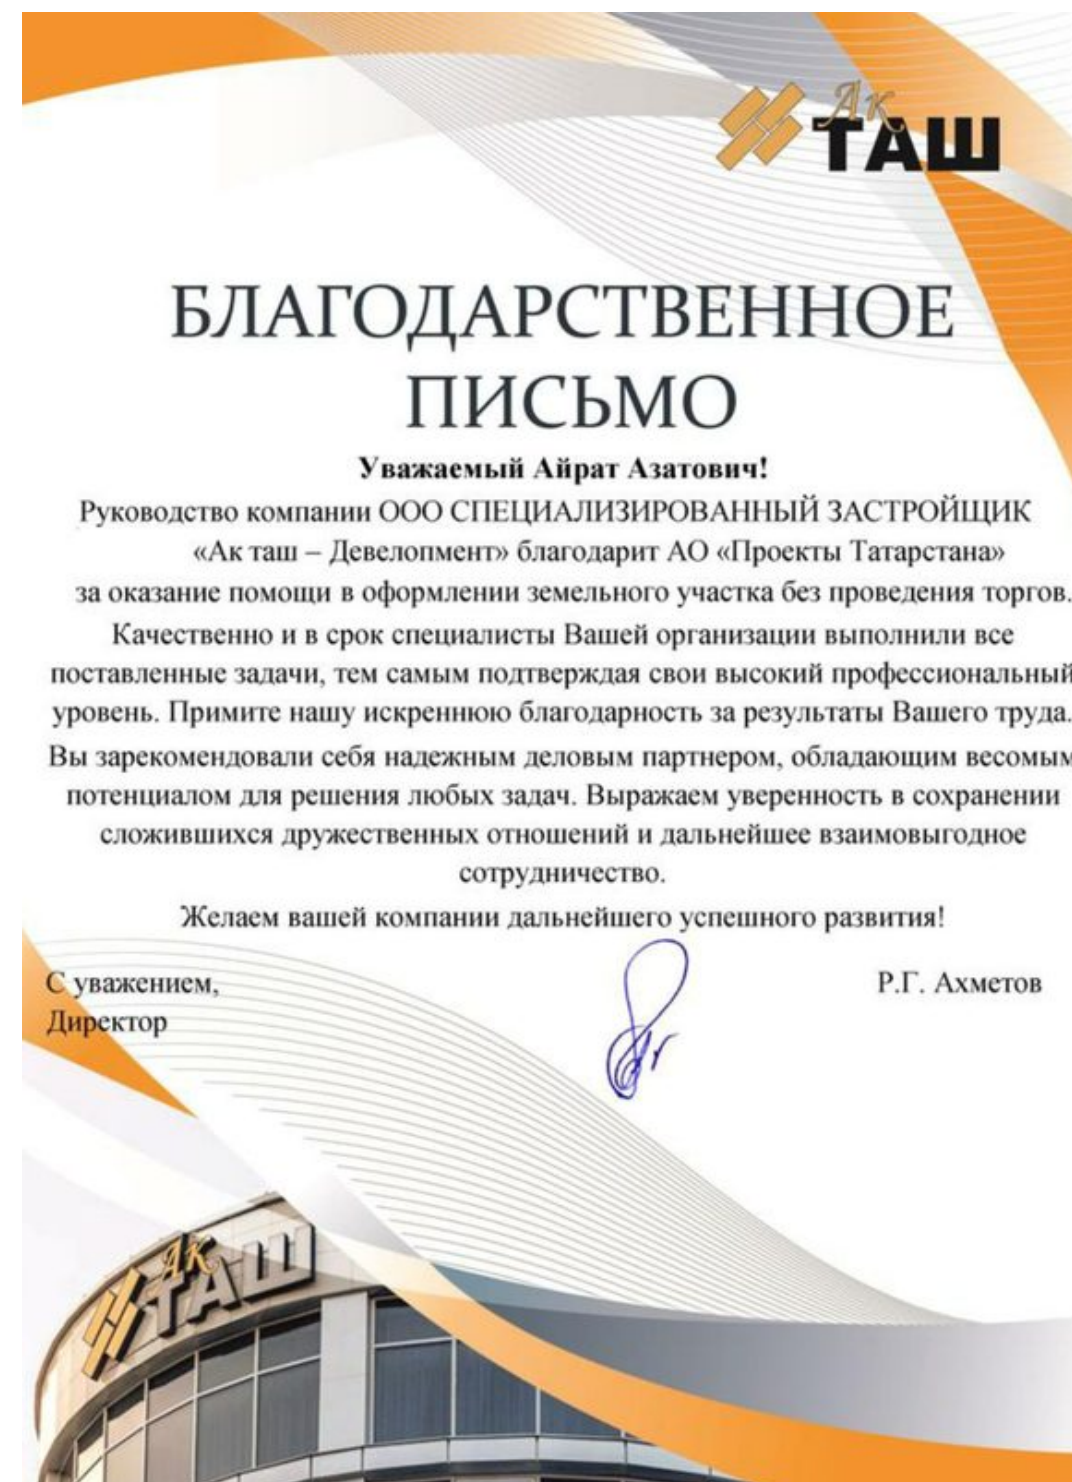 Ак
ТАШ
БЛАГОДАРСТВЕННОЕ
ПИСЬМО
Уважаемый Айрат Азатович!
Руководство компании ООО СПЕЦИАЛИЗИРОВАННЫЙ ЗАСТРОЙЩИК
«Ак таш – Девелопмент» благодарит АО «Проекты Татарстана»
за оказание помощи в оформлении земельного участка без проведения торгов.
Качественно и в срок специалисты Вашей организации выполнили все
поставленные задачи, тем самым подтверждая свои высокий профессиональный
уровень. Примите нашу искреннюю благодарность за результаты Вашего труда.
Вы зарекомендовали себя надежным деловым партнером, обладающим весомым
потенциалом для решения любых задач. Выражаем уверенность в сохранении
сложившихся дружественных отношений и дальнейшее взаимовыгодное
сотрудничество.
Желаем вашей компании дальнейшего успешного развития!
С уважением,
Директор
Р.Г. Ахметов
Ак
ТАШ